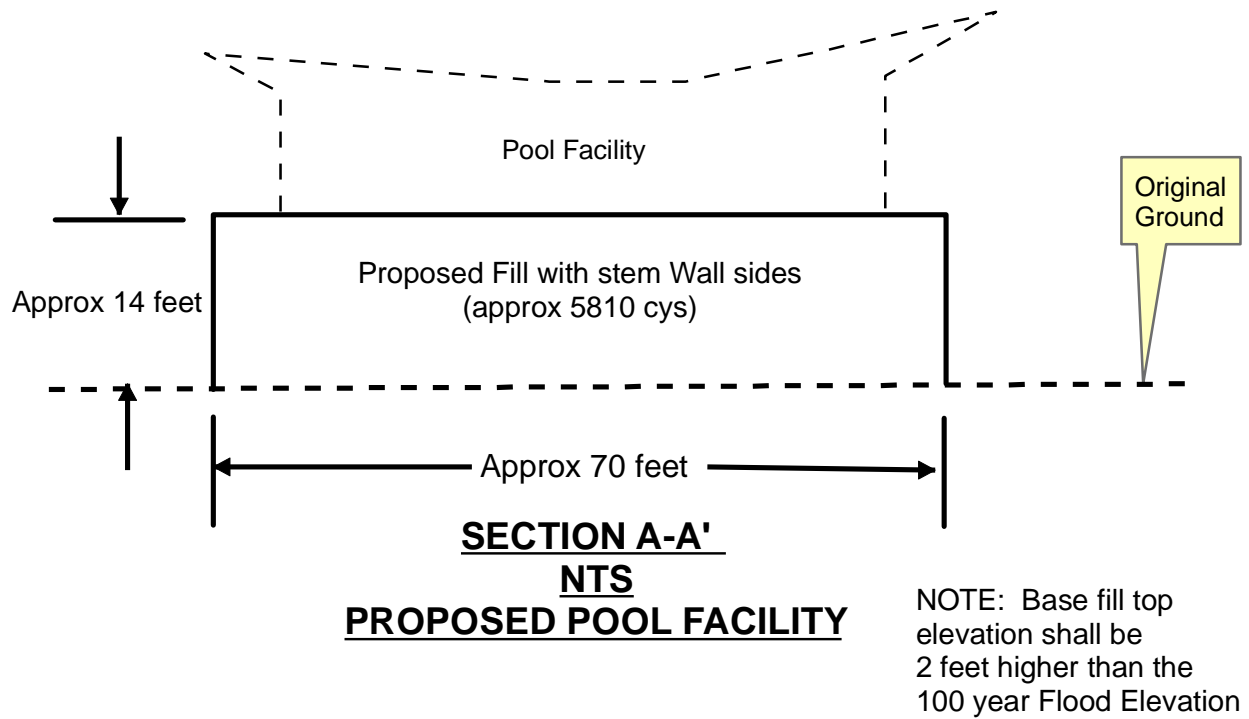 Pool Facility
Original
Ground
Proposed Fill with stem Wall sides
(approx 5810 cys)
Approx 14 feet
Approx 70 feet
SECTION A-A'
NTS
PROPOSED POOL FACILITY
NOTE: Base fill top
elevation shall be
2 feet higher than the
100 year Flood Elevation